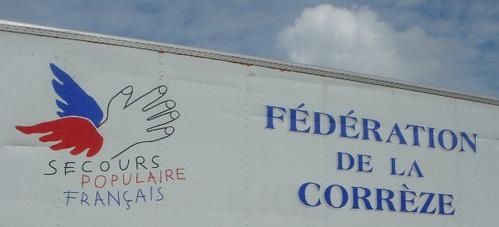 SECOURS
POPULAIRE
FRANÇAIS
FÉDÉRATION
DE LA
CORRÈZE